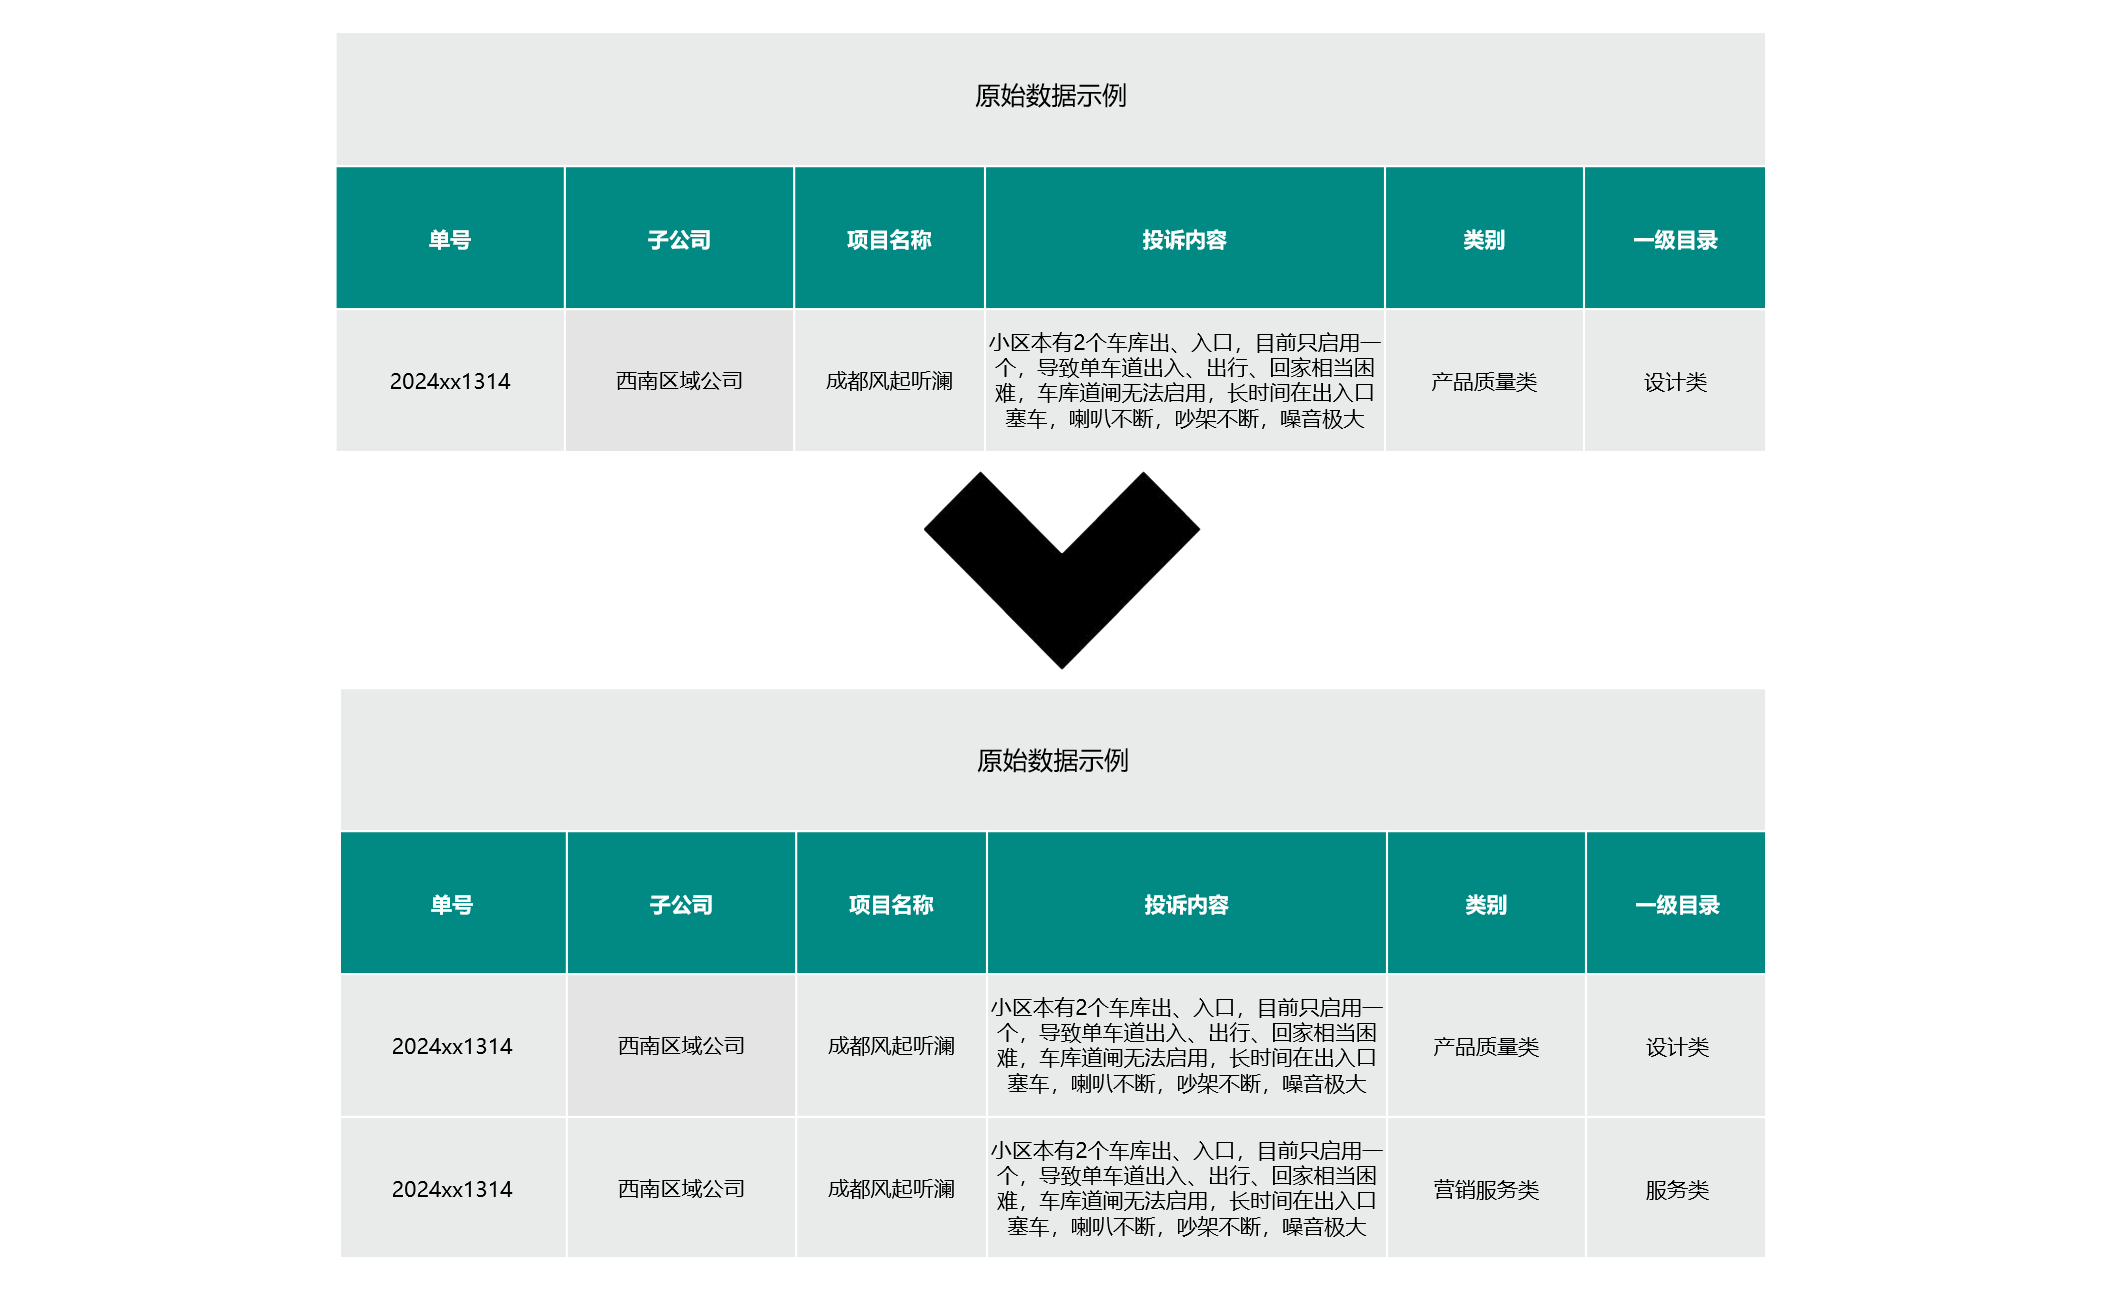 原始数据示例
单号 子公司 项目名称 投诉内容 类别 一级目录
小区本有2个车库出、入口，目前只启用一
个，导致单车道出入、出行、回家相当困
难，车库道闸无法启用，长时间在出入口
塞车，喇叭不断，吵架不断，噪音极大
2024xx1314 西南区域公司 成都风起听澜 产品质量类 设计类
原始数据示例
单号 子公司 项目名称 投诉内容 类别 一级目录
小区本有2个车库出、入口，目前只启用一
个，导致单车道出入、出行、回家相当困
难，车库道闸无法启用，长时间在出入口
塞车，喇叭不断，吵架不断，噪音极大
2024xx1314 西南区域公司 成都风起听澜 产品质量类 设计类
小区本有2个车库出、入口，目前只启用一
个，导致单车道出入、出行、回家相当困
难，车库道闸无法启用，长时间在出入口
塞车，喇叭不断，吵架不断，噪音极大
2024xx1314 西南区域公司 成都风起听澜 营销服务类 服务类